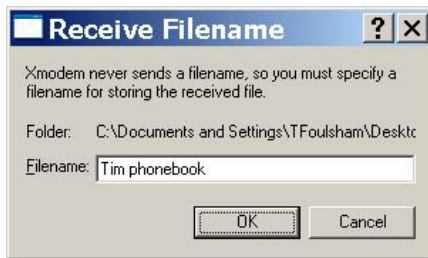 Receive Filename
Xmodem never sends a filename, so you must specify a
filename for storing the received file.
Folder: C:\Documents and Settings\TFoulsham\Deskto
Filename: Tim phonebook
OK Cancel